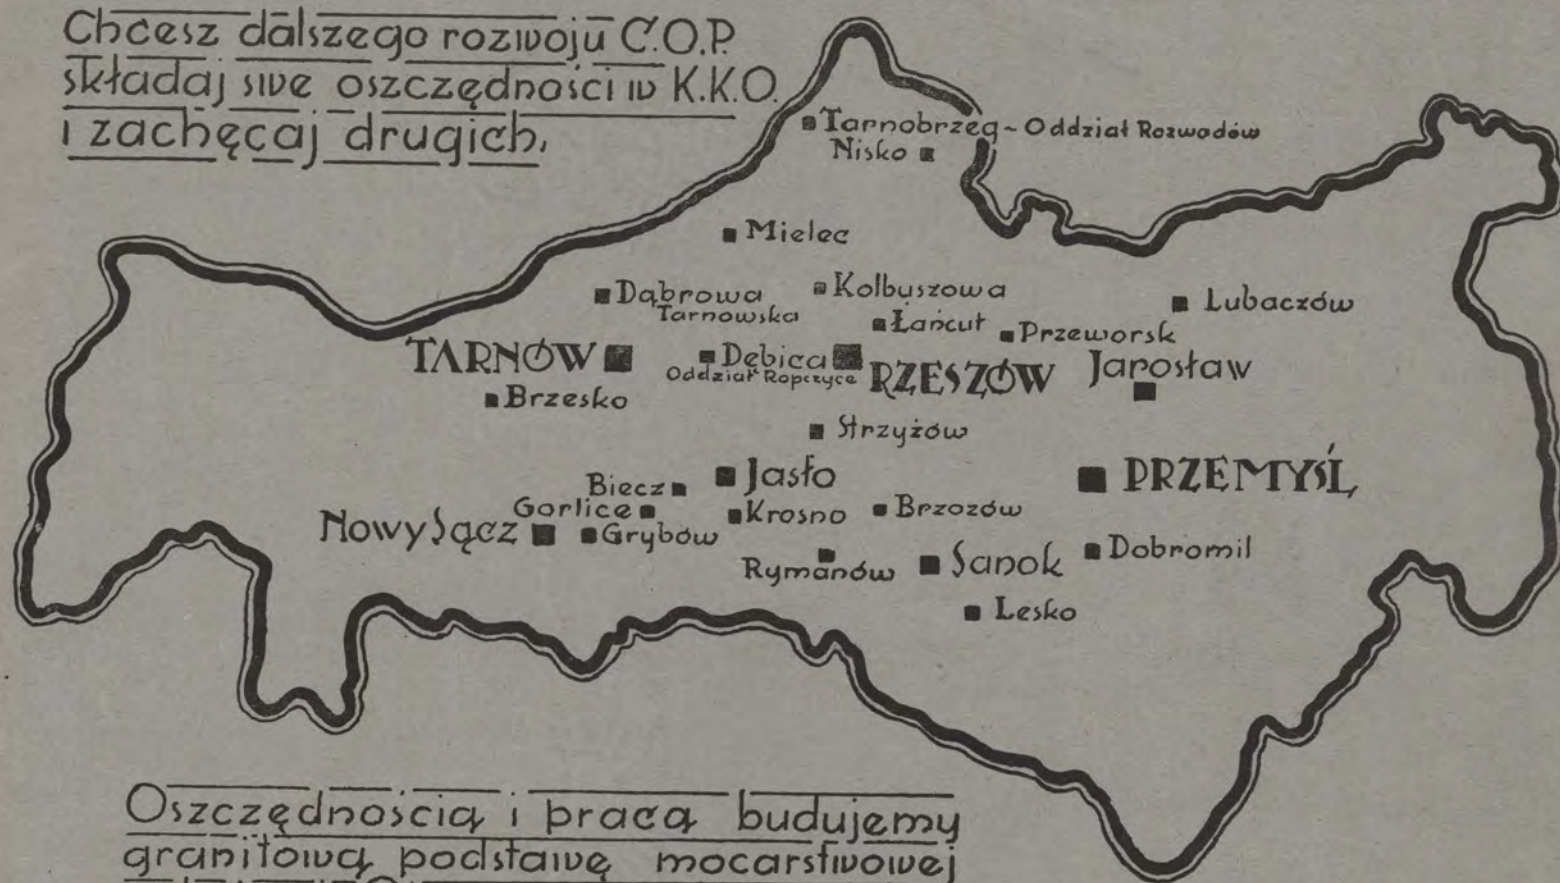 Chcesz dalszego rozwoju C.O.P.
składaj swe oszczędności w K.K.O.
i zachęcaj drugich.
Tarnobrzeg ~ Oddział Rozwadów
Nisko
Mielec
Dąbrowa
Tarnowska
Kolbuszowa
Lubaczów
Łańcut
Przeworsk
TARNÓW
Dębica
Oddział Ropczyce
RZESZÓW
Jarosław
Brzesko
Strzyżów
Jasło
PRZEMYŚL
Biecz
Gorlice
Krosno
Brzozów
Nowy Sącz
Grybów
Rymanów
Sanok
Dobromil
Lesko
Oszczędnością i pracą budujemy
granitową podstawę mocarstwowej